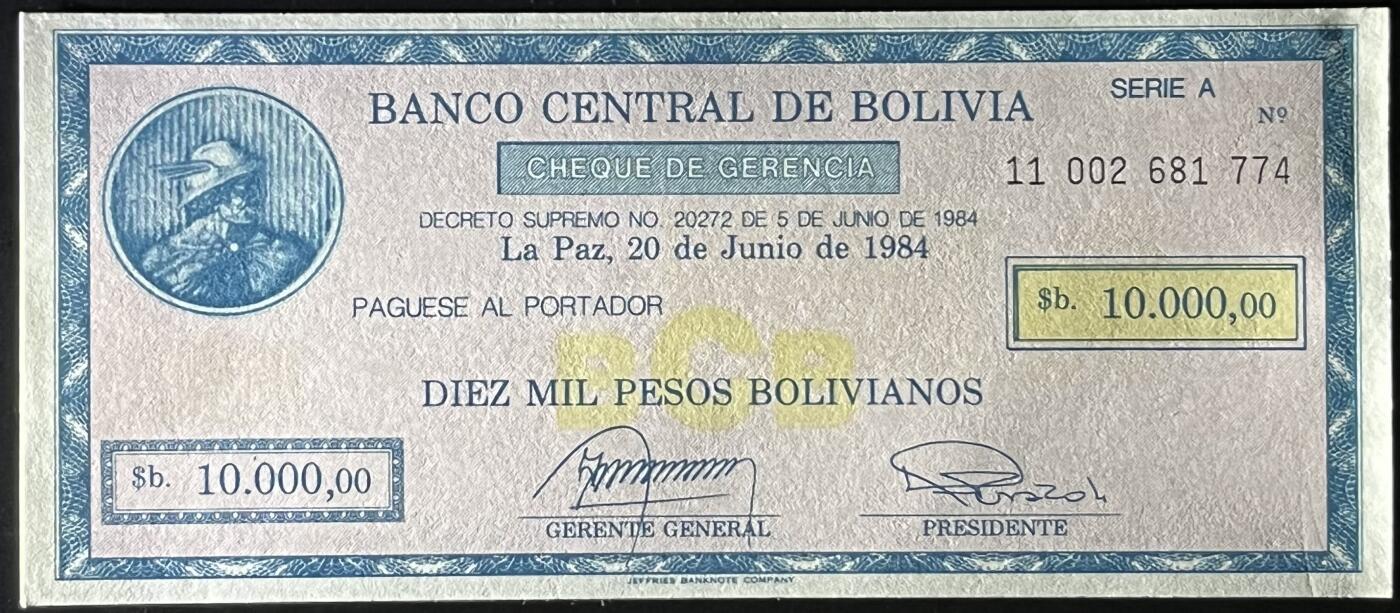 SERIE A
BANCO CENTRAL DE BOLIVIA
Nº
CHEQUE DE GERENCIA
11 002 681 774
DECRETO SUPREMO NO. 20272 DE 5 DE JUNIO DE 1984
La Paz, 20 de Junio de 1984
PAGUESE AL PORTADOR
$b. 10.000,00
BCB
DIEZ MIL PESOS BOLIVIANOS
$b. 10.000,00
GERENTE GENERAL
PRESIDENTE
JEFFRIES BANKNOTE COMPANY